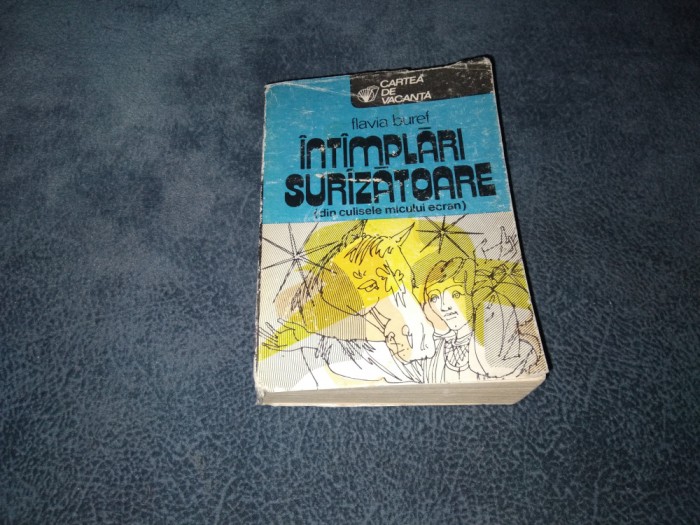 CARTEA
DE
VACANȚĂ
flavia buref
ÎNTÎMPLĂRI
SURÎZĂTOARE
(din culisele micului ecran)